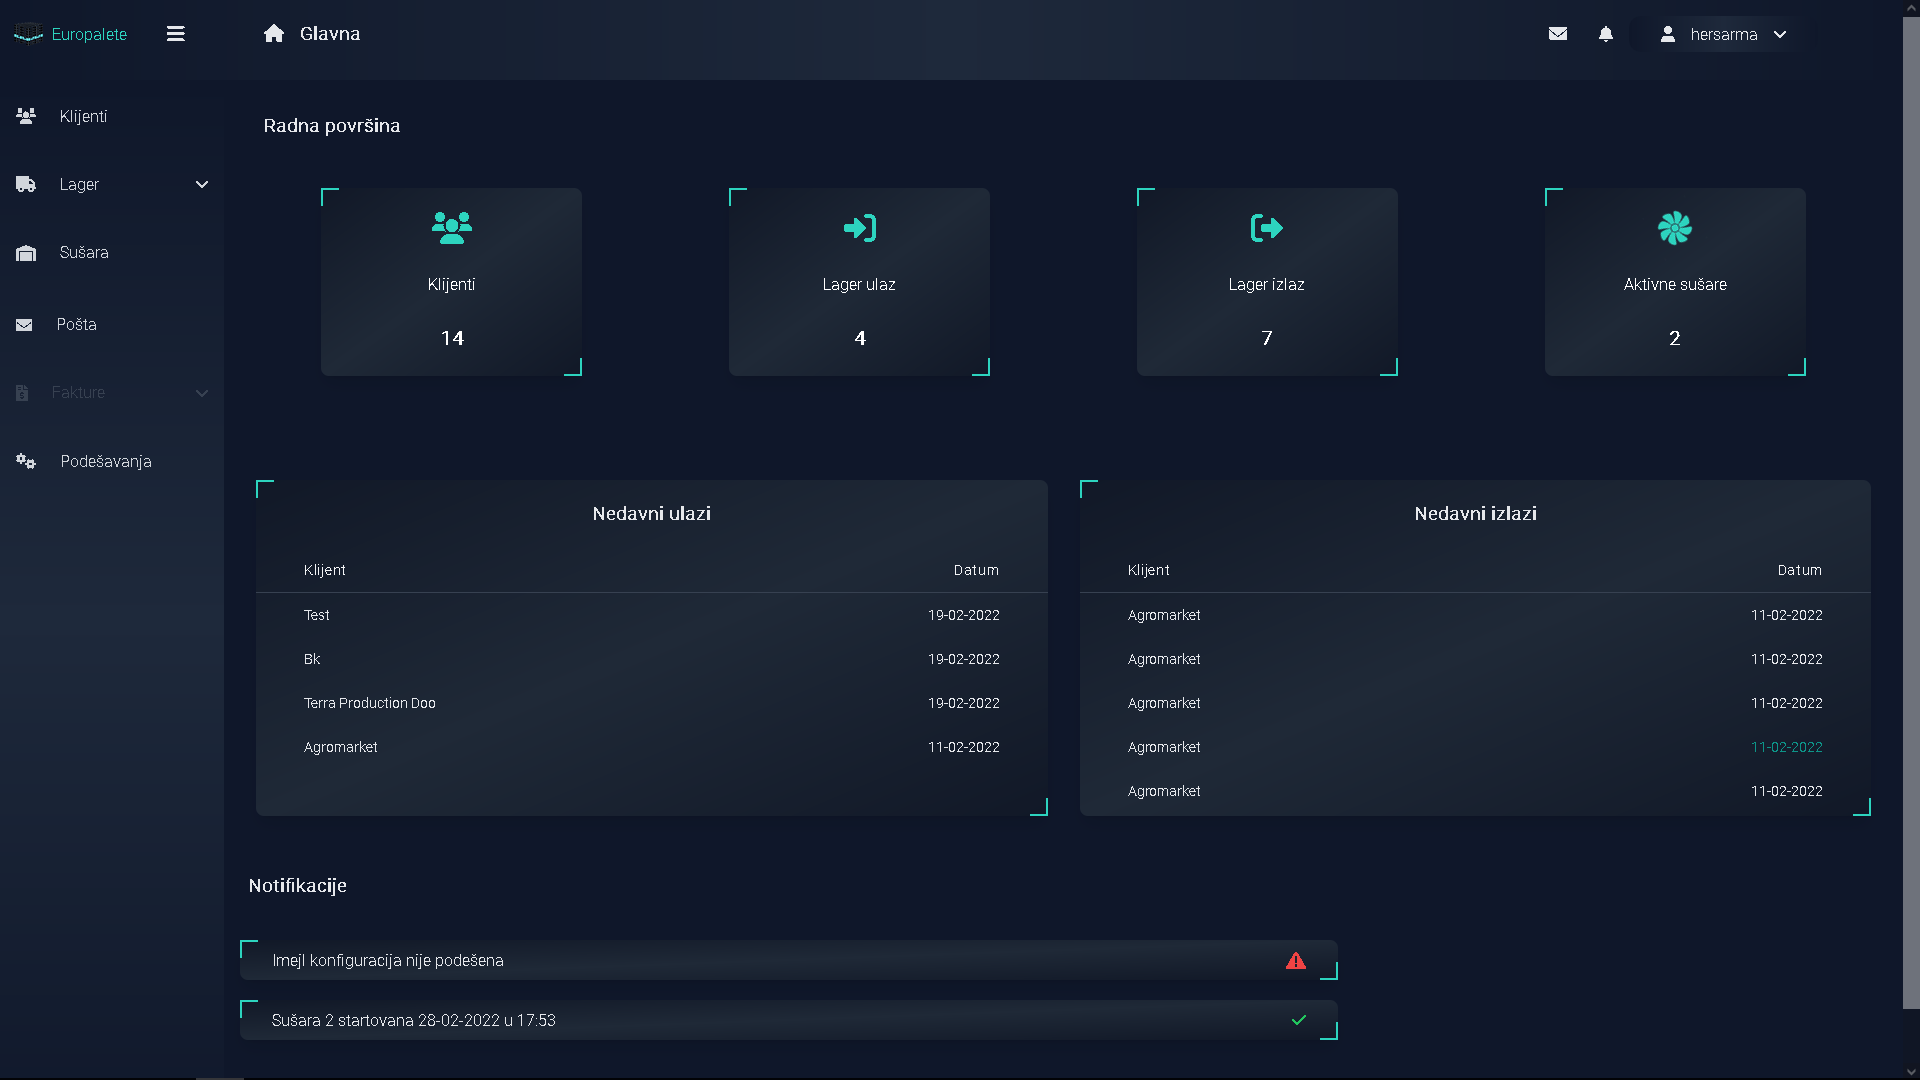 Europalete
Glavna
hersarma
Klijenti
Lager
Sušara
Pošta
Fakture
Podešavanja
Radna površina
Klijenti
14
Lager ulaz
4
Lager izlaz
7
Aktivne sušare
2
Nedavni ulazi
Klijent Datum
Test 19-02-2022
Bk 19-02-2022
Terra Production Doo 19-02-2022
Agromarket 11-02-2022
Nedavni izlazi
Klijent Datum
Agromarket 11-02-2022
Agromarket 11-02-2022
Agromarket 11-02-2022
Agromarket 11-02-2022
Agromarket 11-02-2022
Notifikacije
Imejl konfiguracija nije podešena
Sušara 2 startovana 28-02-2022 u 17:53